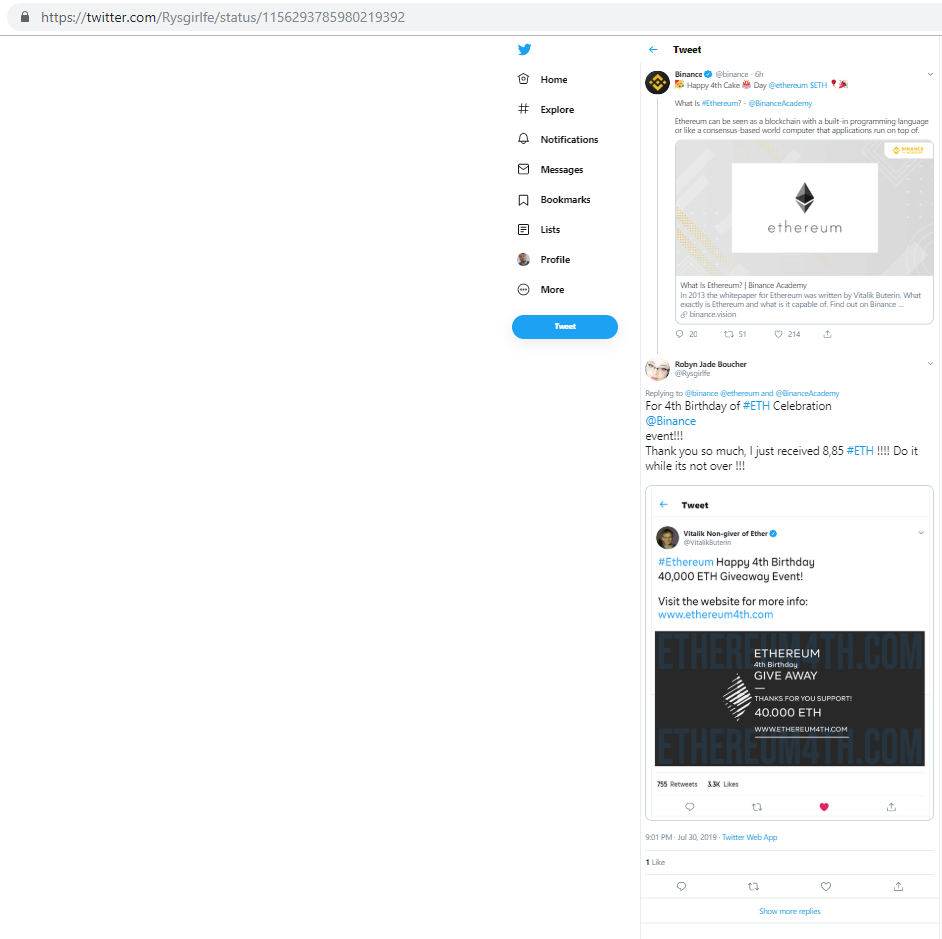 https://twitter.com/Rysgirlfe/status/1156293785980219392
Home
Explore
Notifications
Messages
Bookmarks
Lists
Profile
More
Tweet
Tweet
Binance @binance · 6h
Happy 4th Cake Day @ethereum $ETH
What Is #Ethereum? - @BinanceAcademy
Ethereum can be seen as a blockchain with a built-in programming language
or like a consensus-based world computer that applications run on top of.
BINANCE
ethereum
What Is Ethereum? | Binance Academy
In 2013 the whitepaper for Ethereum was written by Vitalik Buterin. What
exactly is Ethereum and what is it capable of. Find out on Binance ...
binance.vision
20 51 214
Robyn Jade Boucher
@Rysgirlfe
Replying to @binance @ethereum and @BinanceAcademy
For 4th Birthday of #ETH Celebration
@Binance
event!!!
Thank you so much, I just received 8,85 #ETH !!!! Do it
while its not over !!!
Tweet
Vitalik Non-giver of Ether
@VitalikButerin
#Ethereum Happy 4th Birthday
40,000 ETH Giveaway Event!
Visit the website for more info:
www.ethereum4th.com
ETHEREUM4TH.COM
ETHEREUM
4th Birthday
GIVE AWAY
THANKS FOR YOU SUPPORT!
40.000 ETH
WWW.ETHEREUM4TH.COM
ETHEREUM4TH.COM
755 Retweets 3.3K Likes
9:01 PM · Jul 30, 2019 · Twitter Web App
1 Like
Show more replies